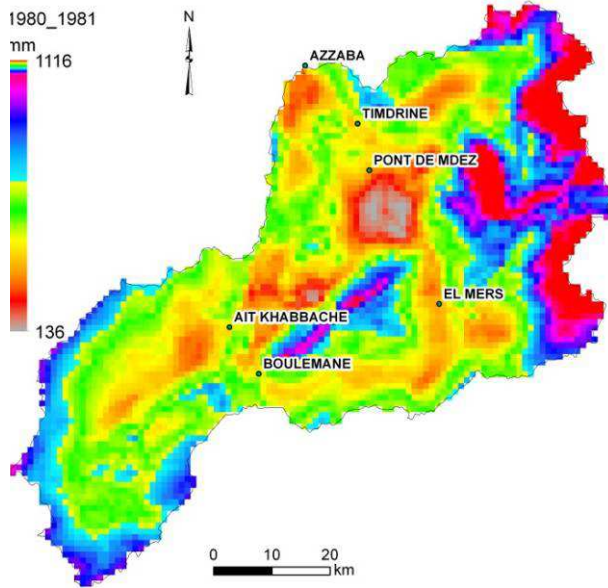 1980_1981
N
mm
1116
AZZABA
TIMDRINE
PONT DE MDEZ
EL MERS
AIT KHABBACHE
136
BOULEMANE
0 10 20
km